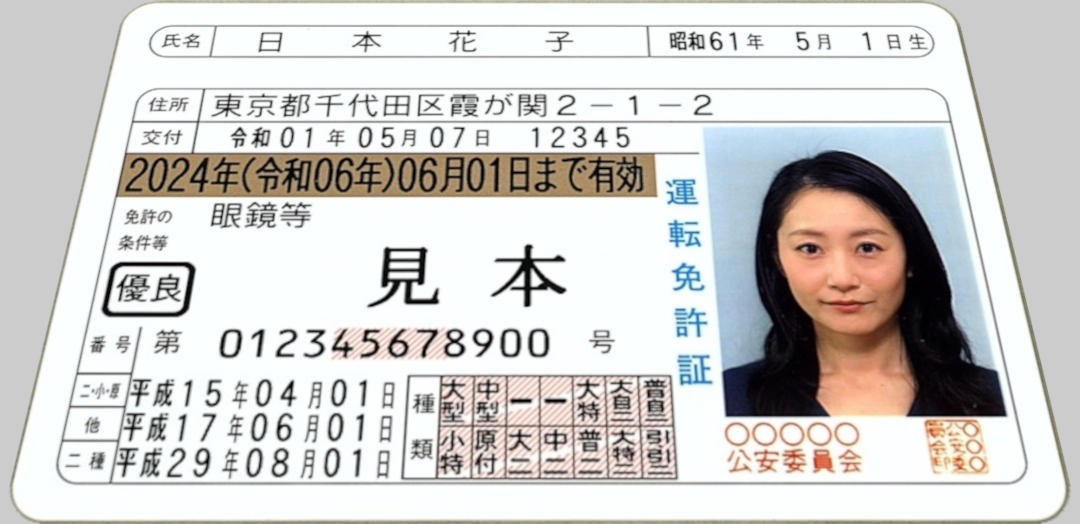 氏名 日本花子 昭和61年 5月 1日生
住所 東京都千代田区霞が関2-1-2
交付 令和01年05月07日 12345
2024年(令和06年)06月01日まで有効
免許の
条件等
眼鏡等
見本
優良
番号 第 012345678900 号
二・小・原 平成15年04月01日
他 平成17年06月01日
二種 平成29年08月01日
種類
大型 中型 ー ー 大特 大自二 普自二
小特 原付 大二 中二 普二 大特二 引引二
運転免許証
○○○○○
公安委員会